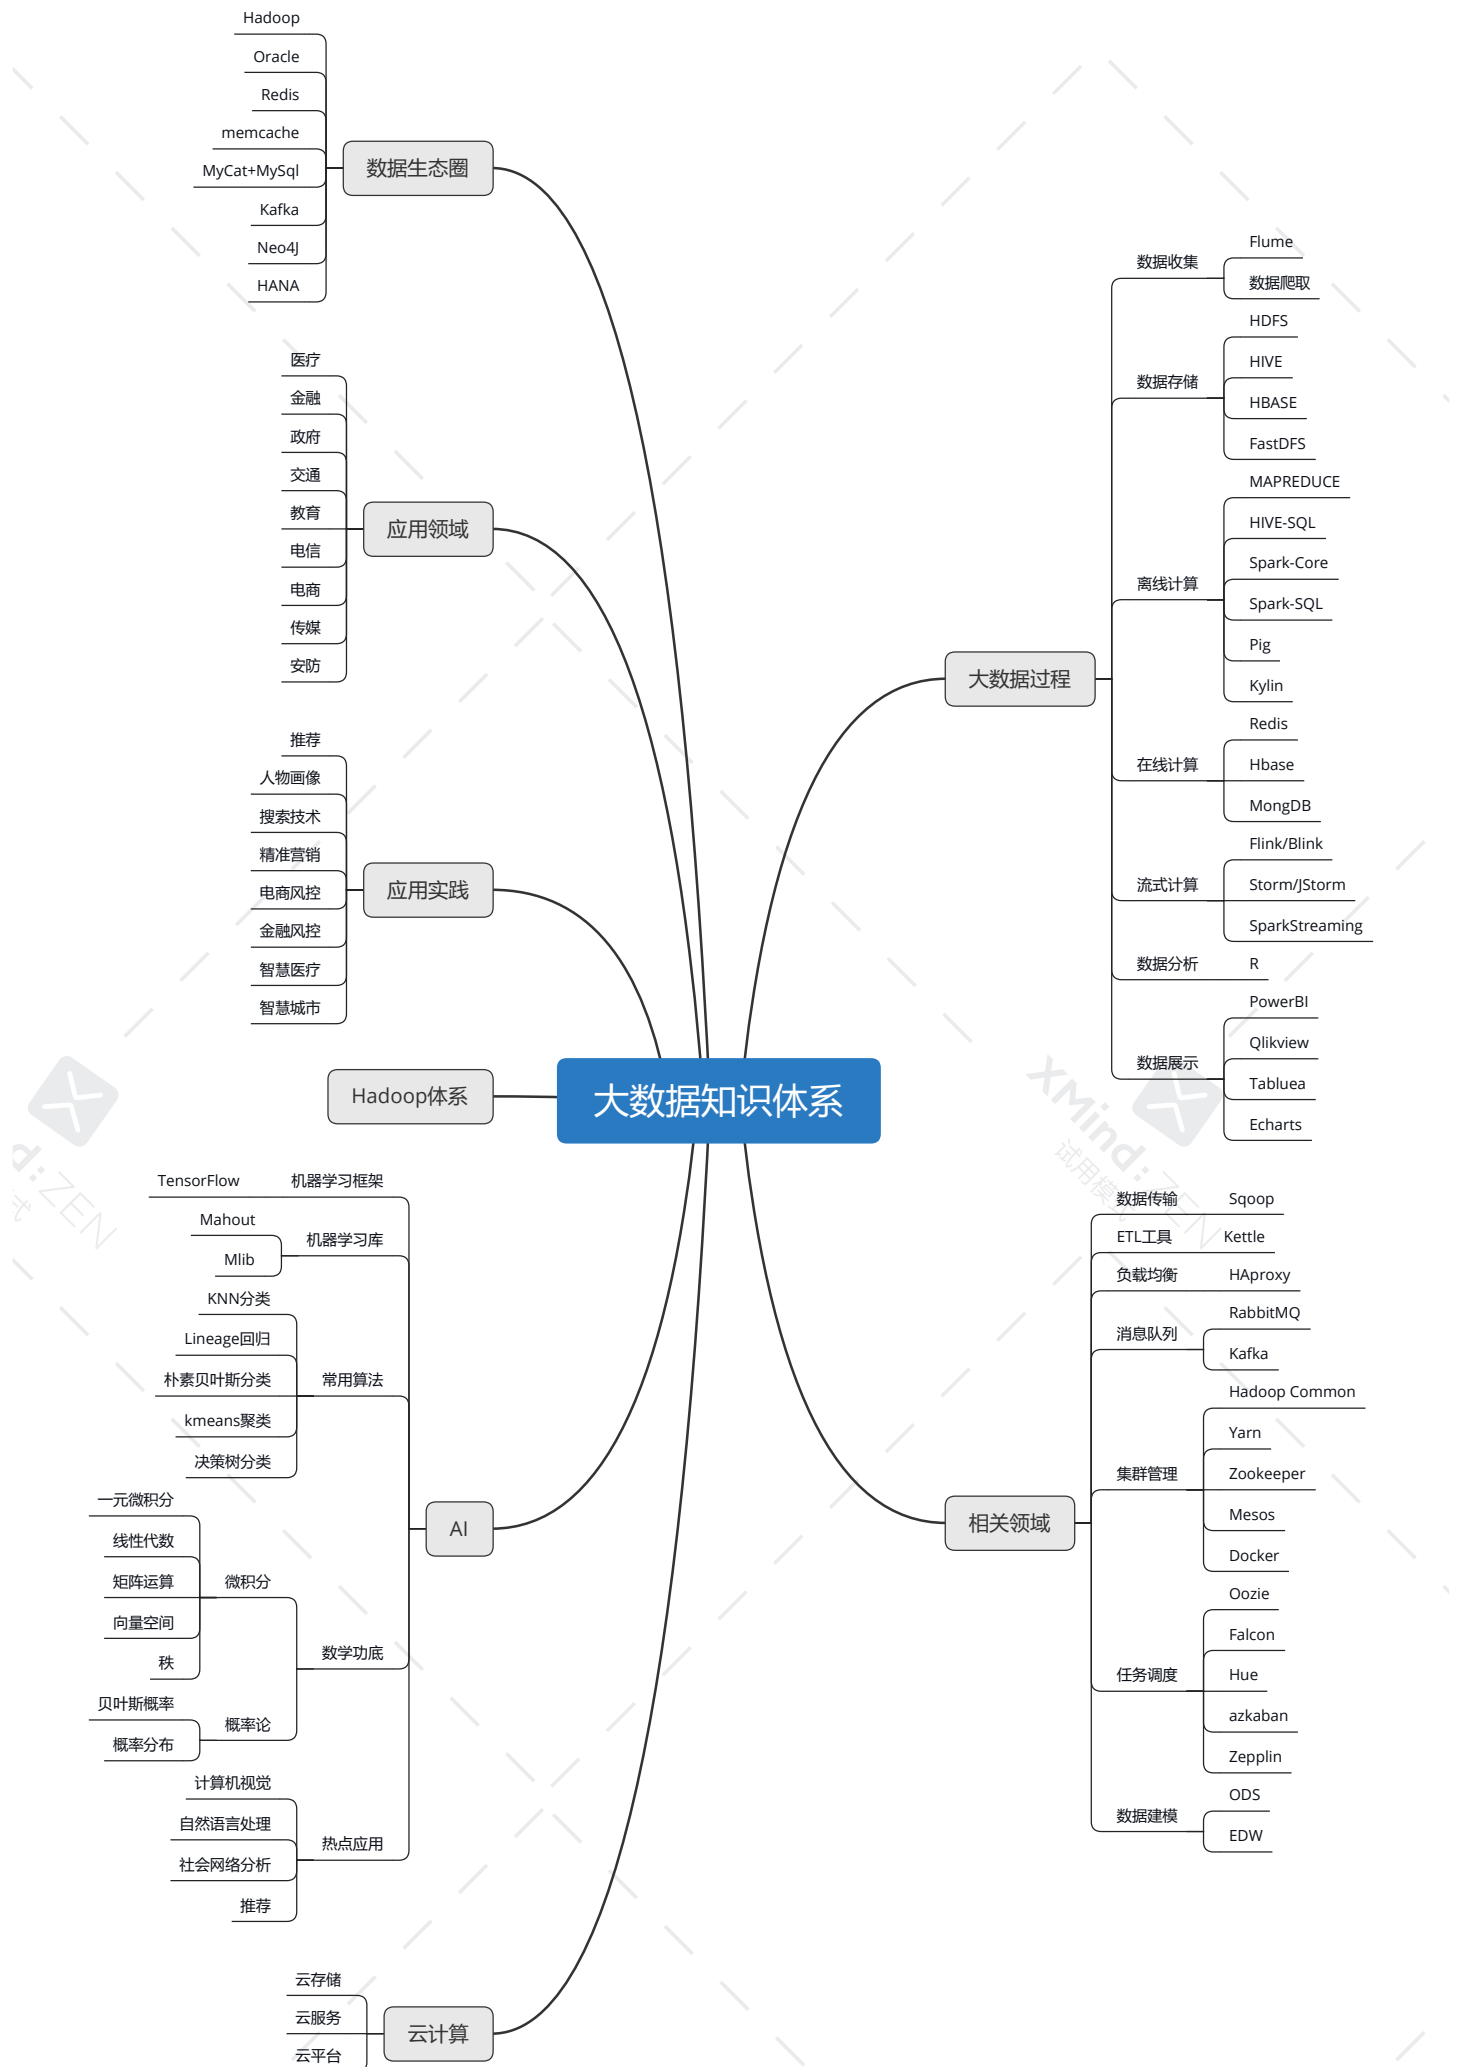 大数据知识体系
大数据过程
数据收集
Flume
数据爬取
数据存储
HDFS
HIVE
HBASE
FastDFS
离线计算
MAPREDUCE
HIVE-SQL
Spark-Core
Spark-SQL
Pig
Kylin
在线计算
Redis
Hbase
MongDB
流式计算
Flink/Blink
Storm/JStorm
SparkStreaming
数据分析
R
数据展示
PowerBI
Qlikview
Tabluea
Echarts
相关领域
数据传输
Sqoop
ETL工具
Kettle
负载均衡
HAproxy
消息队列
RabbitMQ
Kafka
集群管理
Hadoop Common
Yarn
Zookeeper
Mesos
Docker
任务调度
Oozie
Falcon
Hue
azkaban
Zepplin
数据建模
ODS
EDW
数据生态圈
Hadoop
Oracle
Redis
memcache
MyCat+MySql
Kafka
Neo4J
HANA
应用领域
医疗
金融
政府
交通
教育
电信
电商
传媒
安防
应用实践
推荐
人物画像
搜索技术
精准营销
电商风控
金融风控
智慧医疗
智慧城市
Hadoop体系
AI
机器学习框架
TensorFlow
机器学习库
Mahout
Mlib
常用算法
KNN分类
Lineage回归
朴素贝叶斯分类
kmeans聚类
决策树分类
数学功底
微积分
一元微积分
线性代数
矩阵运算
向量空间
秩
概率论
贝叶斯概率
概率分布
热点应用
计算机视觉
自然语言处理
社会网络分析
推荐
云计算
云存储
云服务
云平台
XMind:ZEN
试用模式
d:ZEN
式